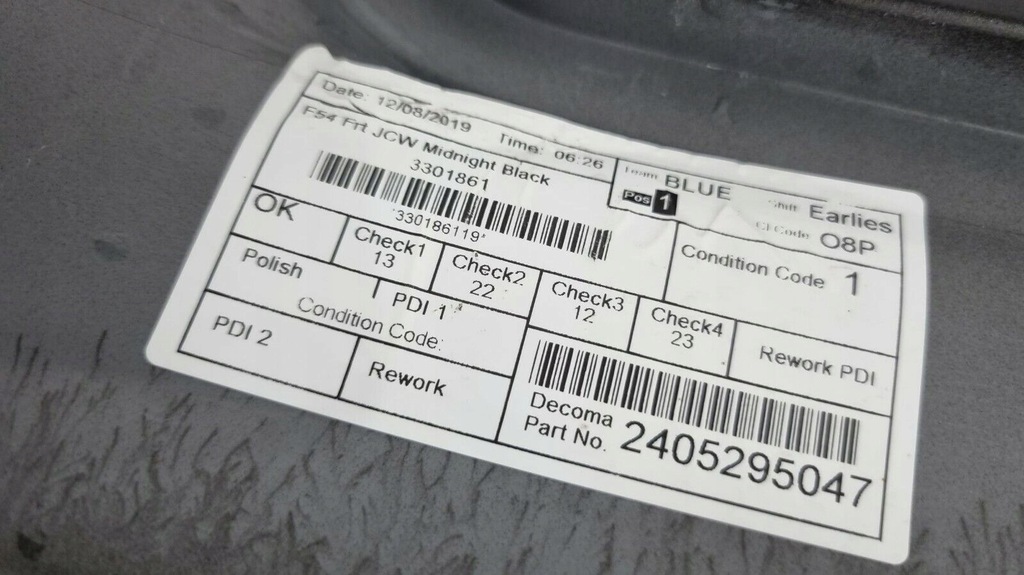 Date: 12/08/2019 Time: 06:26
Team BLUE Shift Earlies
F54 Frt JCW Midnight Black
Pos 1 CI Code O8P
3301861
*330186119*
Condition Code 1
OK Check1 Check2 Check3 Check4 Rework PDI
13 22 12 23
Polish PDI 1
Condition Code:
PDI 2 Rework
Decoma
Part No. 2405295047